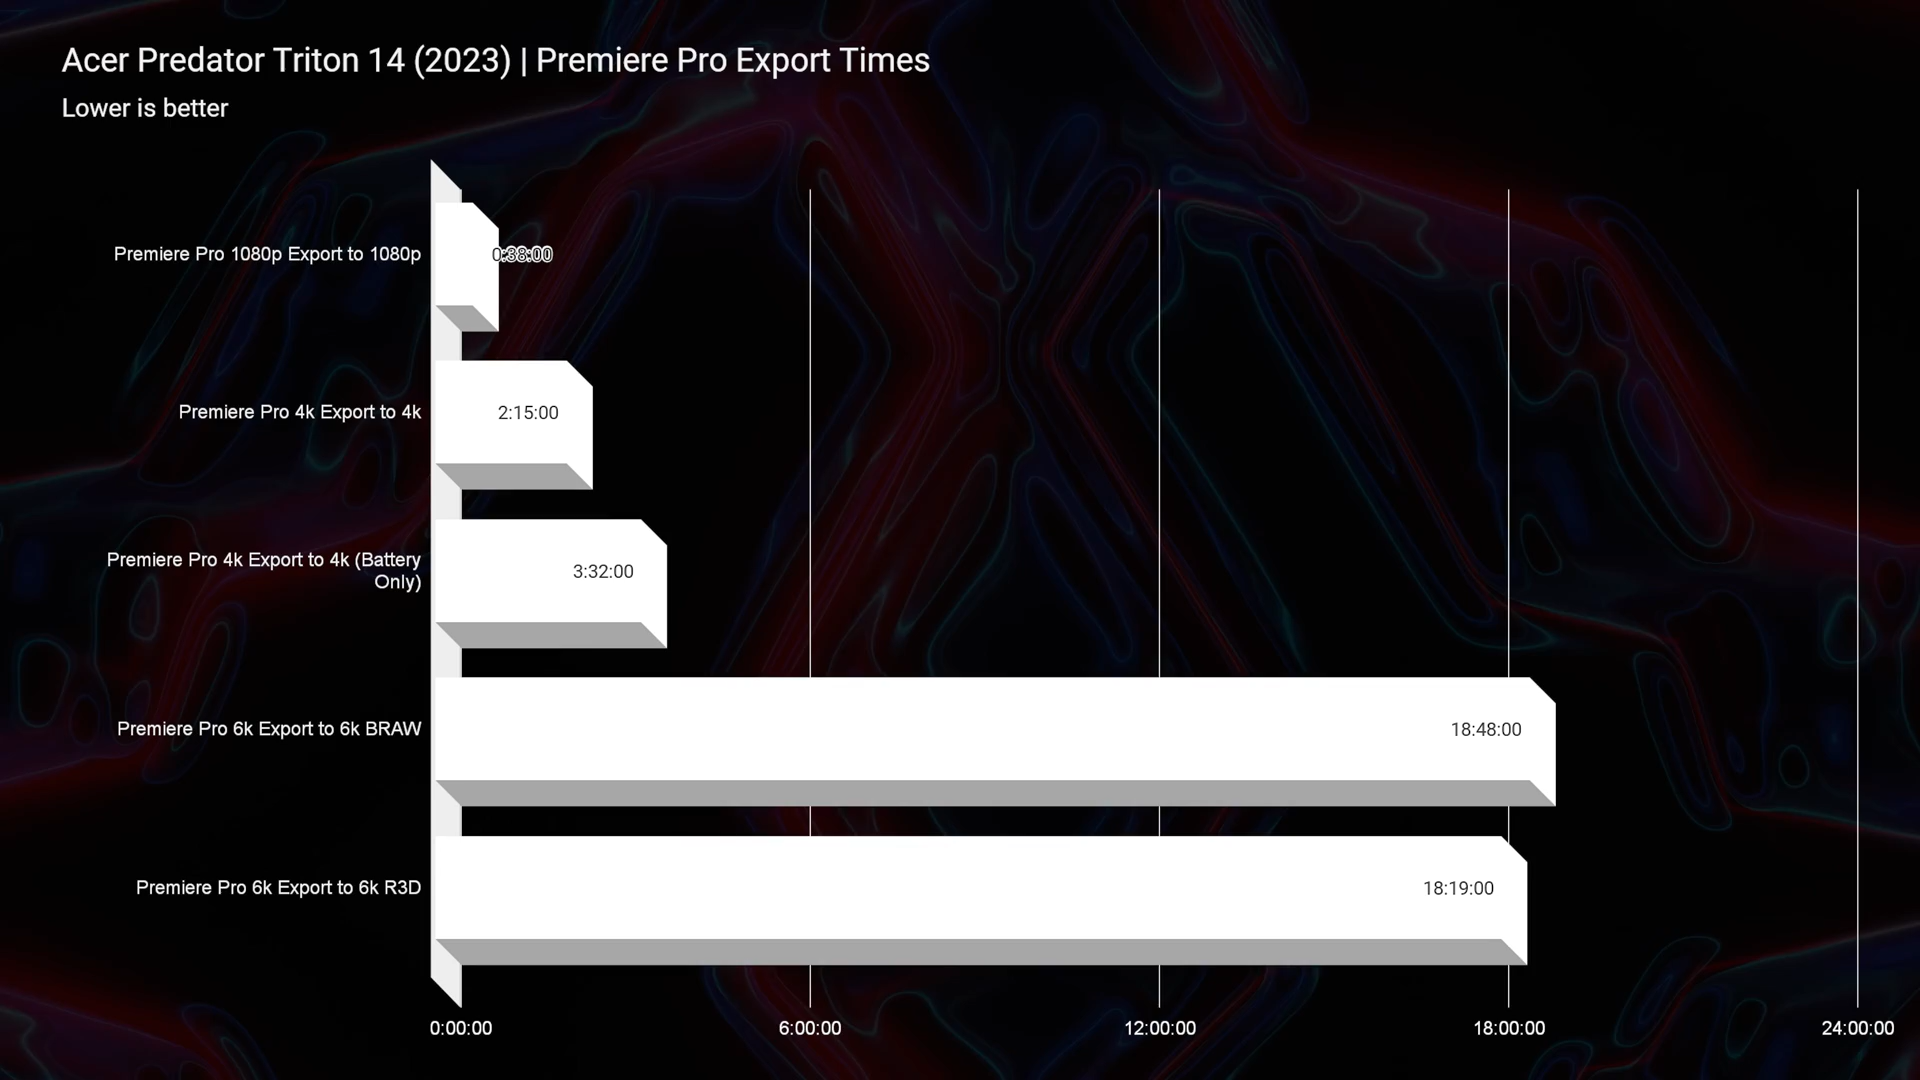 Acer Predator Triton 14 (2023) | Premiere Pro Export Times
Lower is better
Premiere Pro 1080p Export to 1080p
0:38:00
Premiere Pro 4k Export to 4k
2:15:00
Premiere Pro 4k Export to 4k (Battery
Only)
3:32:00
Premiere Pro 6k Export to 6k BRAW
18:48:00
Premiere Pro 6k Export to 6k R3D
18:19:00
0:00:00
6:00:00
12:00:00
18:00:00
24:00:00